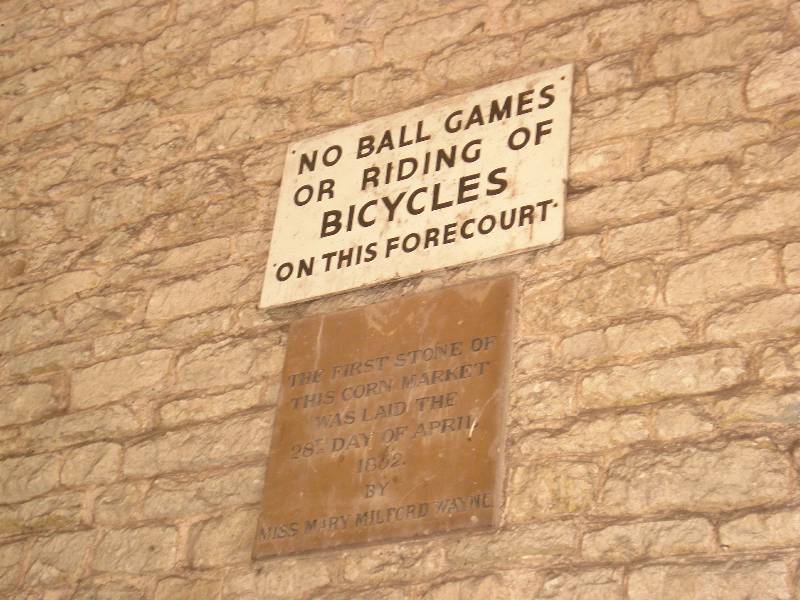 NO BALL GAMES
OR RIDING OF
BICYCLES
ON THIS FORECOURT.
THE FIRST STONE OF
THIS CORN MARKET
WAS LAID THE
28TH DAY OF APRIL
1862.
BY
MISS MARY MILFORD WAYNE